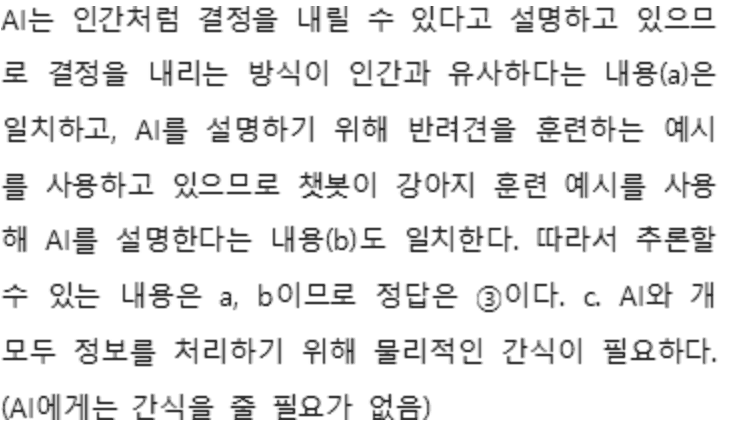 AI는 인간처럼 결정을 내릴 수 있다고 설명하고 있으므
로 결정을 내리는 방식이 인간과 유사하다는 내용(a)은
일치하고, AI를 설명하기 위해 반려견을 훈련하는 예시
를 사용하고 있으므로 챗봇이 강아지 훈련 예시를 사용
해 AI를 설명한다는 내용(b)도 일치한다. 따라서 추론할
수 있는 내용은 a, b이므로 정답은 ③이다. c. AI와 개
모두 정보를 처리하기 위해 물리적인 간식이 필요하다.
(AI에게는 간식을 줄 필요가 없음)